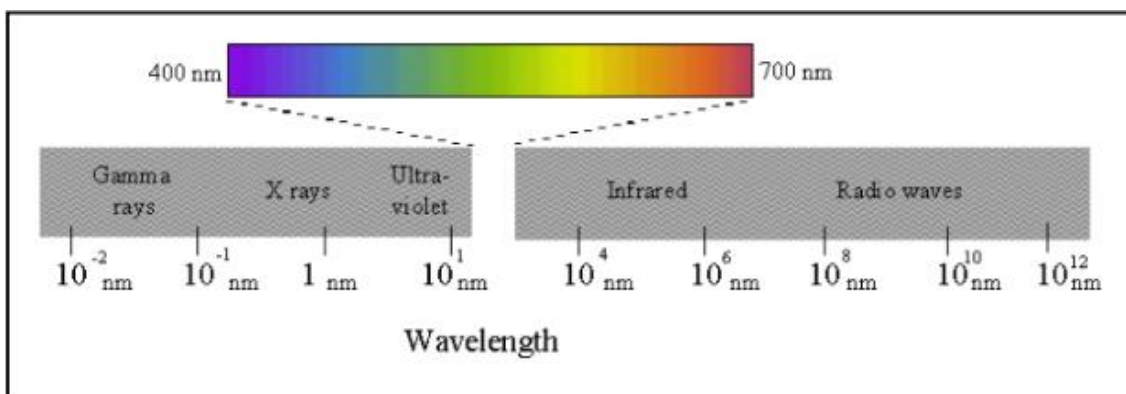 400 nm
700 nm
Gamma rays
X rays
Ultra-violet
Infrared
Radio waves
10⁻² nm
10⁻¹ nm
1 nm
10¹ nm
10⁴ nm
10⁶ nm
10⁸ nm
10¹⁰ nm
10¹² nm
Wavelength